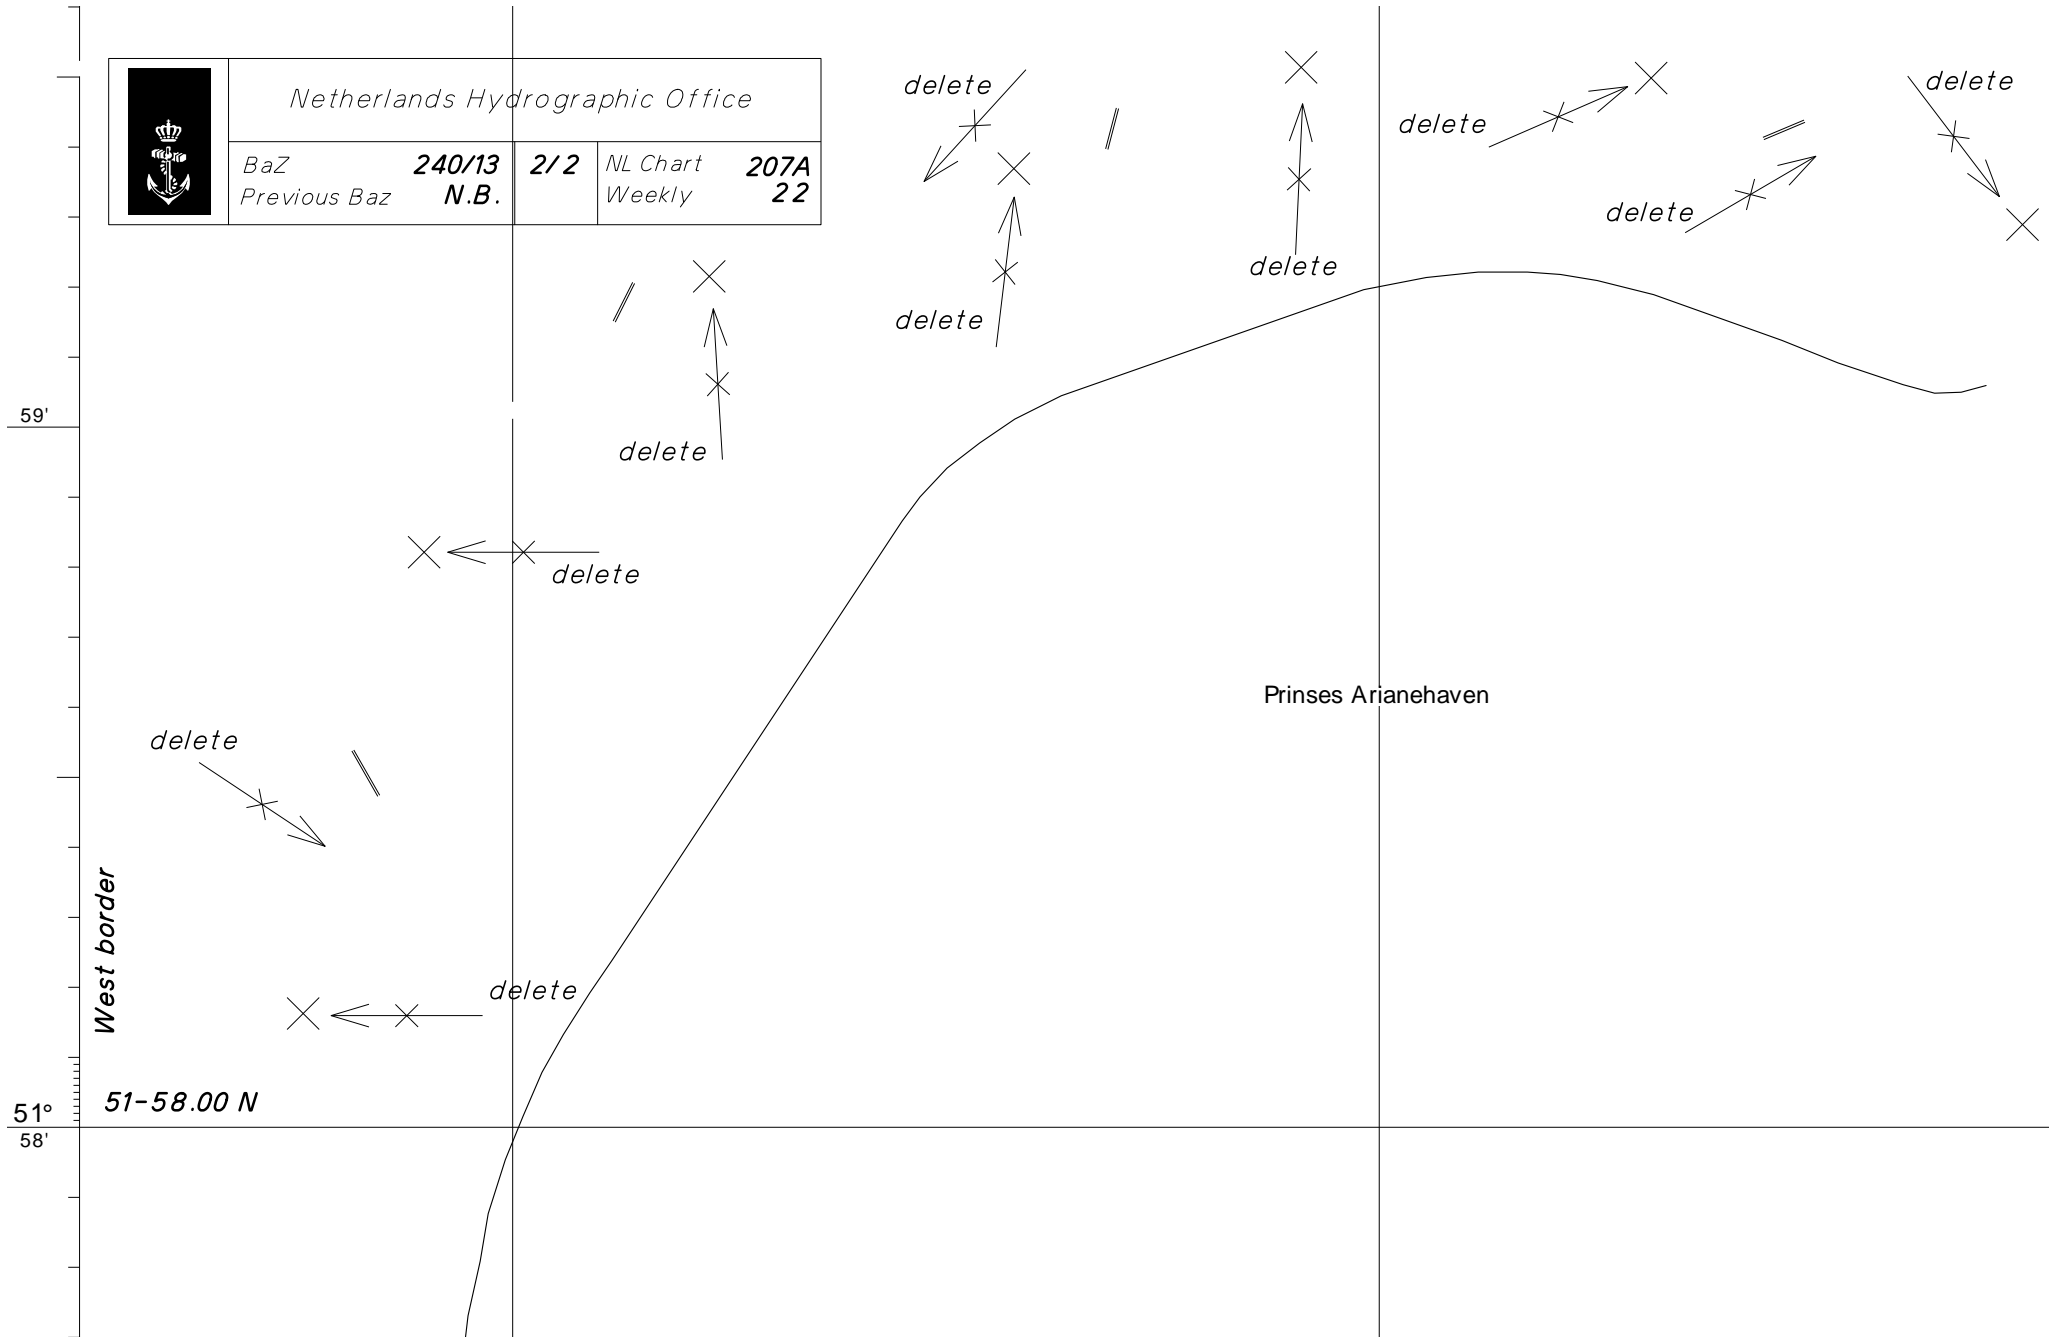 Netherlands Hydrographic Office
BaZ 240/13 2/2 NL Chart 207A
Previous Baz N.B. Weekly 22
delete
delete
delete
delete
delete
delete
delete
59'
delete
delete
Prinses Arianehaven
delete
West border
delete
51-58.00 N
51°
58'